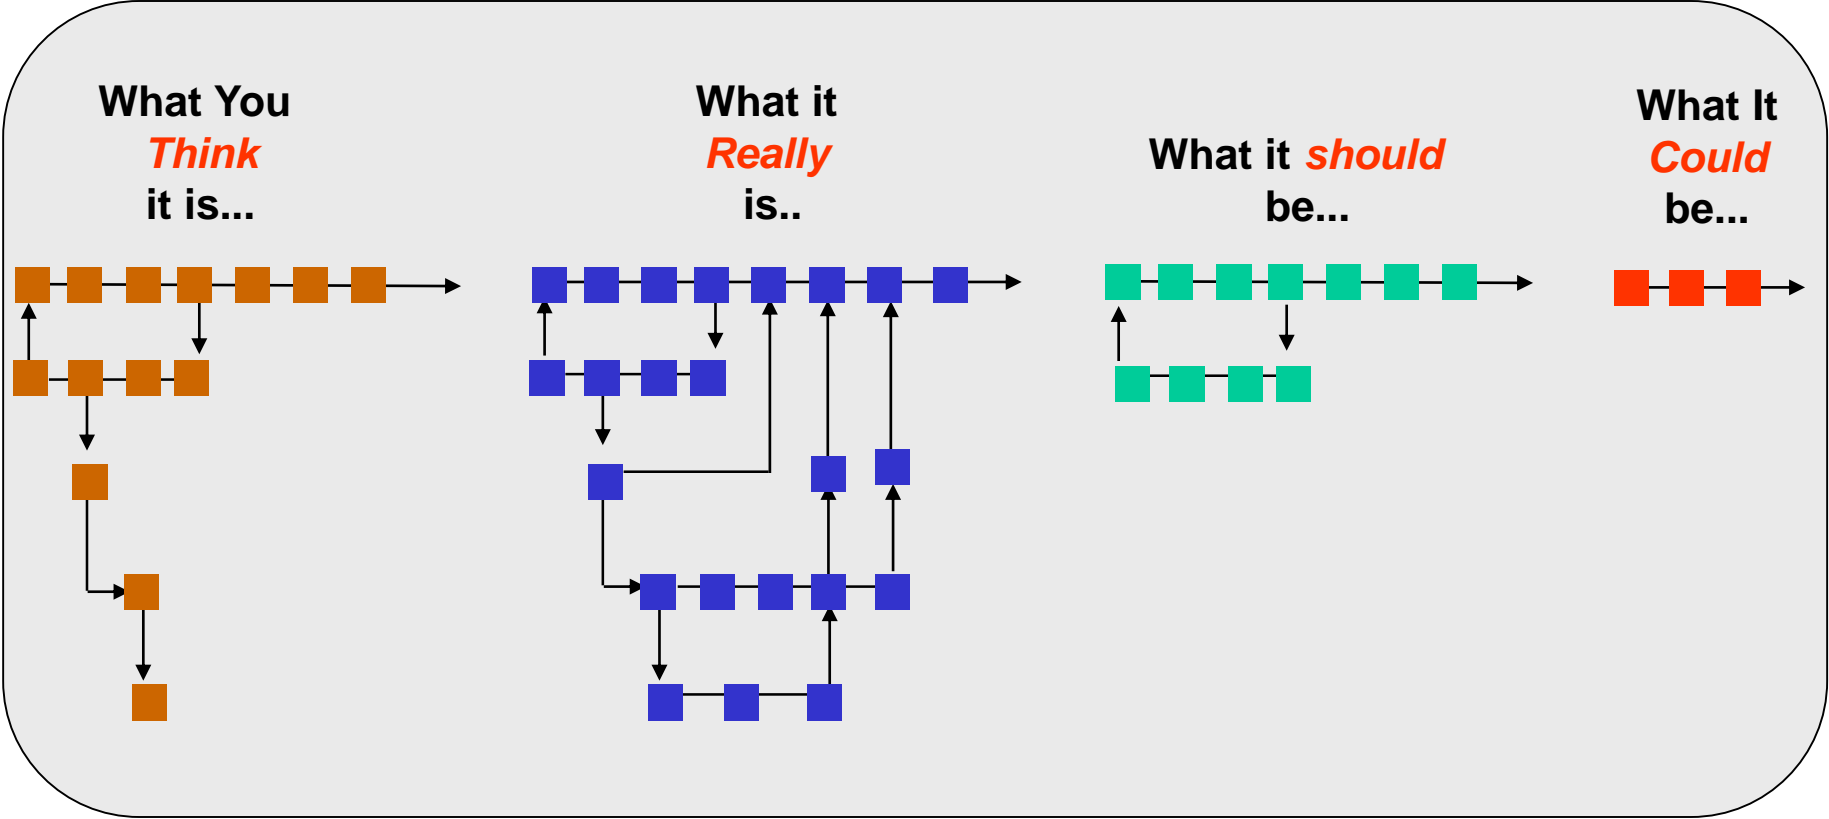 What You
Think
it is...
What it
Really
is..
What it should
be...
What It
Could
be...